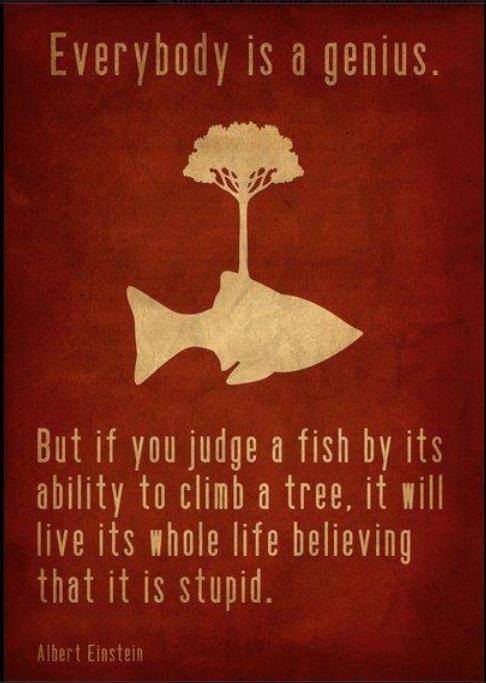 Everybody is a genius.
But if you judge a fish by its
ability to climb a tree, it will
live its whole life believing
that it is stupid.
Albert Einstein